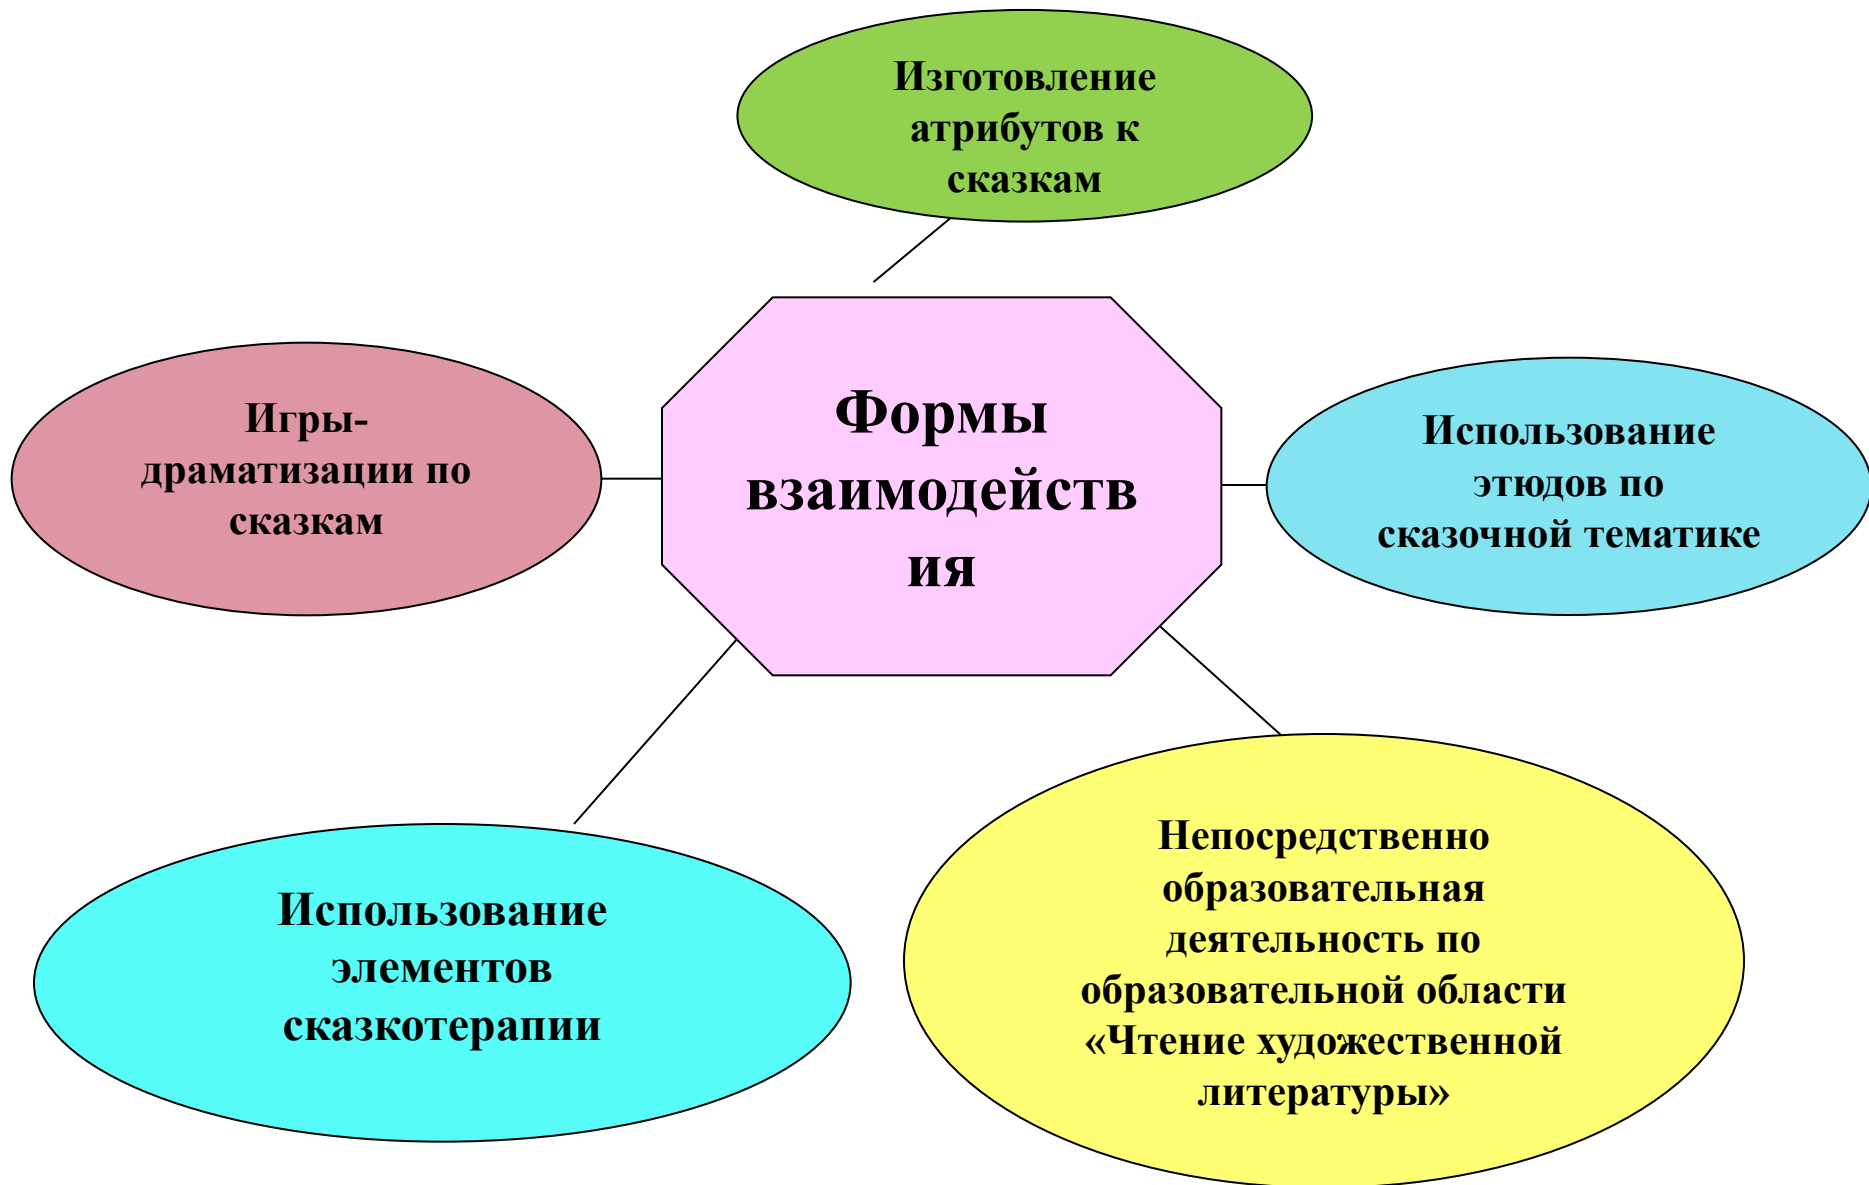 Изготовление
атрибутов к
сказкам
Формы
взаимодейств
ия
Игры-
драматизации по
сказкам
Использование
этюдов по
сказочной тематике
Использование
элементов
сказкотерапии
Непосредственно
образовательная
деятельность по
образовательной области
«Чтение художественной
литературы»